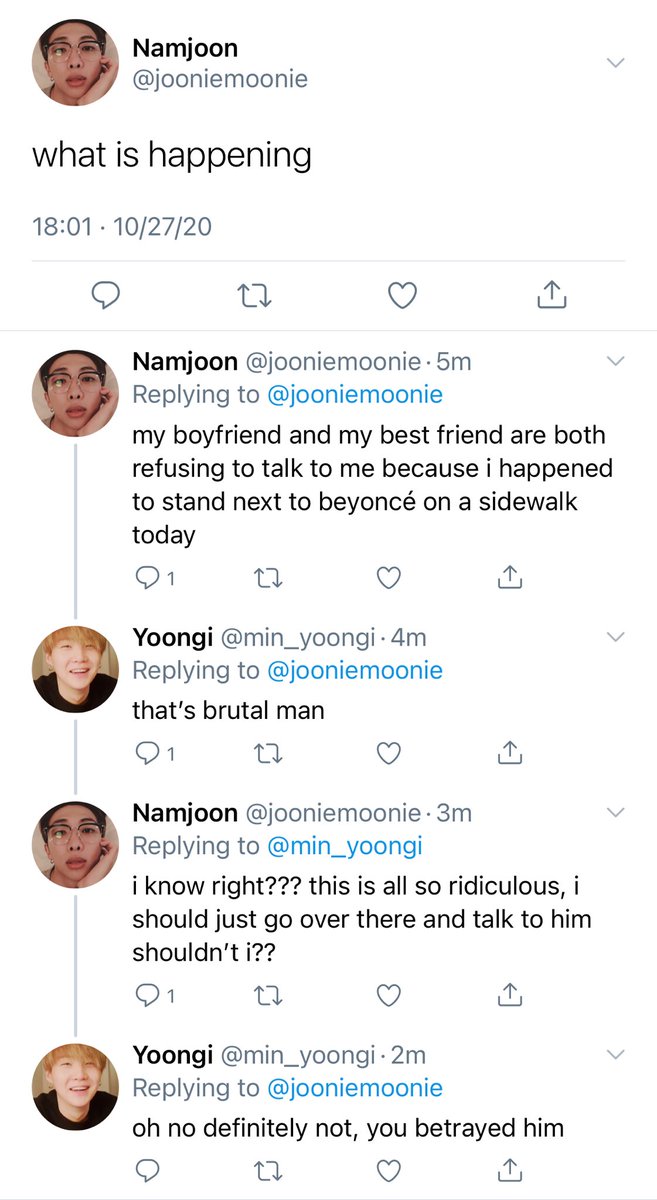 Namjoon
@jooniemoonie
what is happening
18:01 · 10/27/20
Namjoon @jooniemoonie · 5m
Replying to @jooniemoonie
my boyfriend and my best friend are both
refusing to talk to me because i happened
to stand next to beyoncé on a sidewalk
today
1
Yoongi @min_yoongi · 4m
Replying to @jooniemoonie
that’s brutal man
1
Namjoon @jooniemoonie · 3m
Replying to @min_yoongi
i know right??? this is all so ridiculous, i
should just go over there and talk to him
shouldn’t i??
1
Yoongi @min_yoongi · 2m
Replying to @jooniemoonie
oh no definitely not, you betrayed him